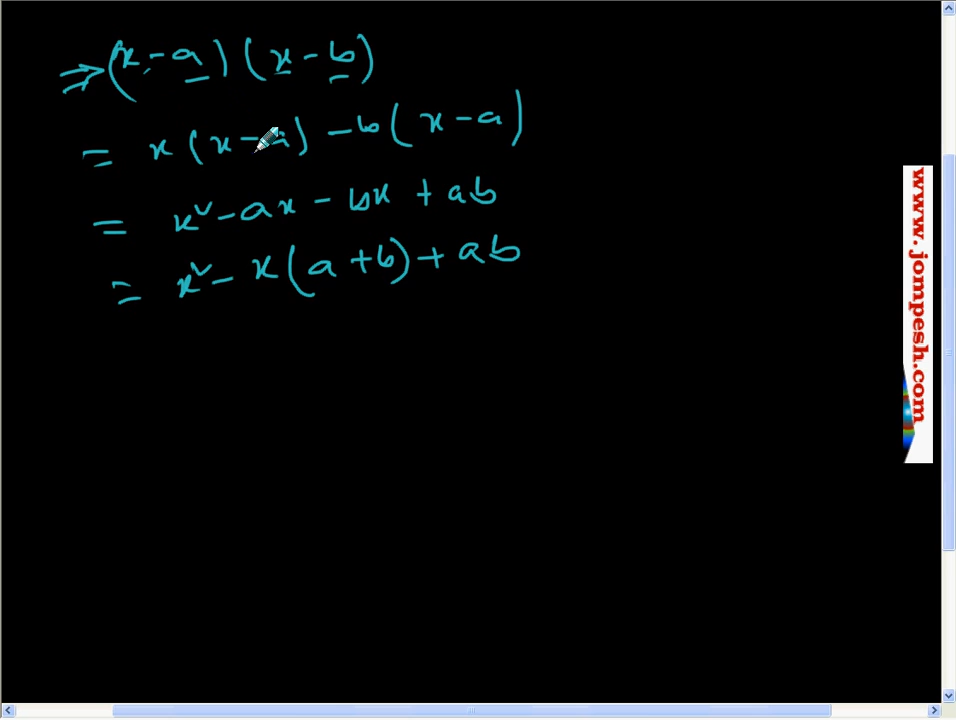 ⇒ (x - a) (x - b)
= x (x - a) - b (x - a)
= x² - ax - bx + ab
= x² - x (a + b) + ab
www.jompesh.com